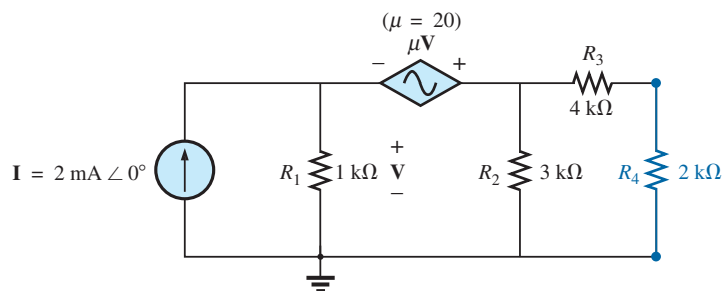 (μ = 20)
μV
− +
R3
4 kΩ
I = 2 mA ∠ 0°
R1
1 kΩ
+
V
−
R2
3 kΩ
R4
2 kΩ